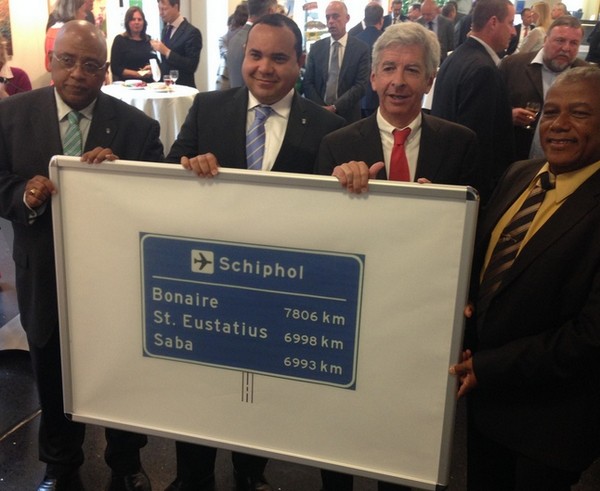 Schiphol
Bonaire 7806 km
St. Eustatius 6998 km
Saba 6993 km